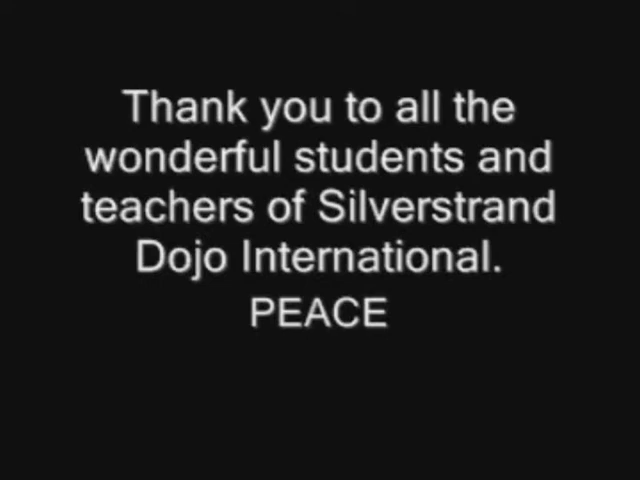 Thank you to all the
wonderful students and
teachers of Silverstrand
Dojo International.
PEACE